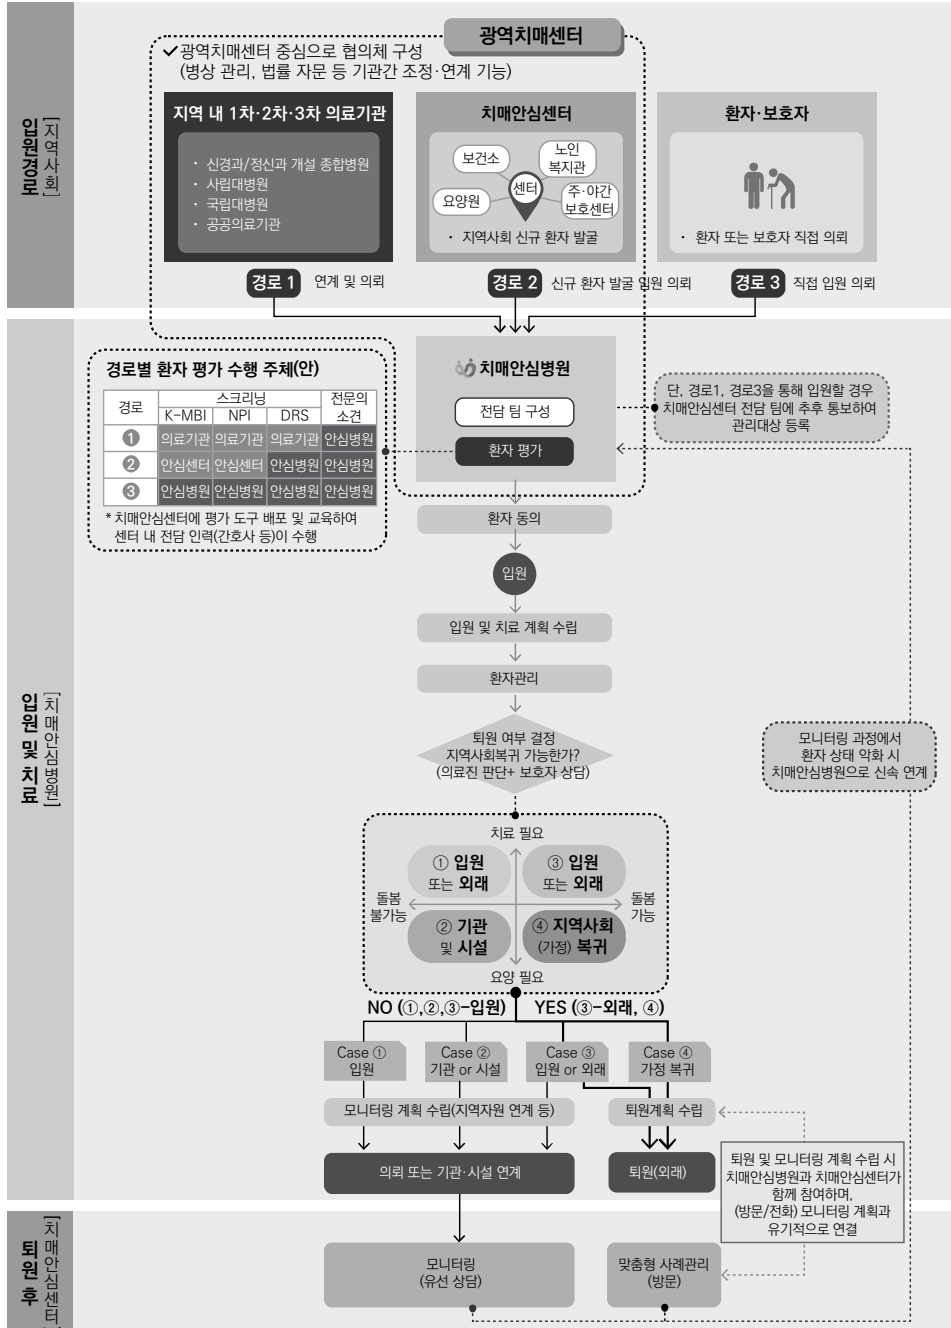 입원경로
[지역사회]
광역치매센터
✓광역치매센터 중심으로 협의체 구성
(병상 관리, 법률 자문 등 기관간 조정·연계 기능)
지역 내 1차·2차·3차 의료기관
· 신경과/정신과 개설 종합병원
· 사립대병원
· 국립대병원
· 공공의료기관
치매안심센터
보건소
노인
복지관
센터
요양원
주·야간
보호센터
· 지역사회 신규 환자 발굴
환자·보호자
· 환자 또는 보호자 직접 의뢰
경로 1 연계 및 의뢰
경로 2 신규 환자 발굴 입원 의뢰
경로 3 직접 입원 의뢰
입원 및 치료
[치매안심병원]
경로별 환자 평가 수행 주체(안)
경로 스크리닝 전문의 소견
K-MBI NPI DRS
❶ 의료기관 의료기관 의료기관 안심병원
❷ 안심센터 안심센터 안심병원 안심병원
❸ 안심병원 안심병원 안심병원 안심병원
* 치매안심센터에 평가 도구 배포 및 교육하여
센터 내 전담 인력(간호사 등)이 수행
치매안심병원
전담 팀 구성
환자 평가
단, 경로1, 경로3을 통해 입원할 경우
치매안심센터 전담 팀에 추후 통보하여
관리대상 등록
환자 동의
입원
입원 및 치료 계획 수립
환자관리
퇴원 여부 결정
지역사회복귀 가능한가?
(의료진 판단+ 보호자 상담)
모니터링 과정에서
환자 상태 악화 시
치매안심병원으로 신속 연계
치료 필요
① 입원
또는 외래
③ 입원
또는 외래
돌봄
불가능
돌봄
가능
② 기관
및 시설
④ 지역사회
(가정) 복귀
요양 필요
NO (①,②,③-입원)
YES (③-외래, ④)
Case ①
입원
Case ②
기관 or 시설
Case ③
입원 or 외래
Case ④
가정 복귀
모니터링 계획 수립(지역자원 연계 등)
퇴원계획 수립
의뢰 또는 기관·시설 연계
퇴원(외래)
퇴원 및 모니터링 계획 수립 시
치매안심병원과 치매안심센터가
함께 참여하며,
(방문/전화) 모니터링 계획과
유기적으로 연결
퇴원 후
[치매안심센터]
모니터링
(유선 상담)
맞춤형 사례관리
(방문)